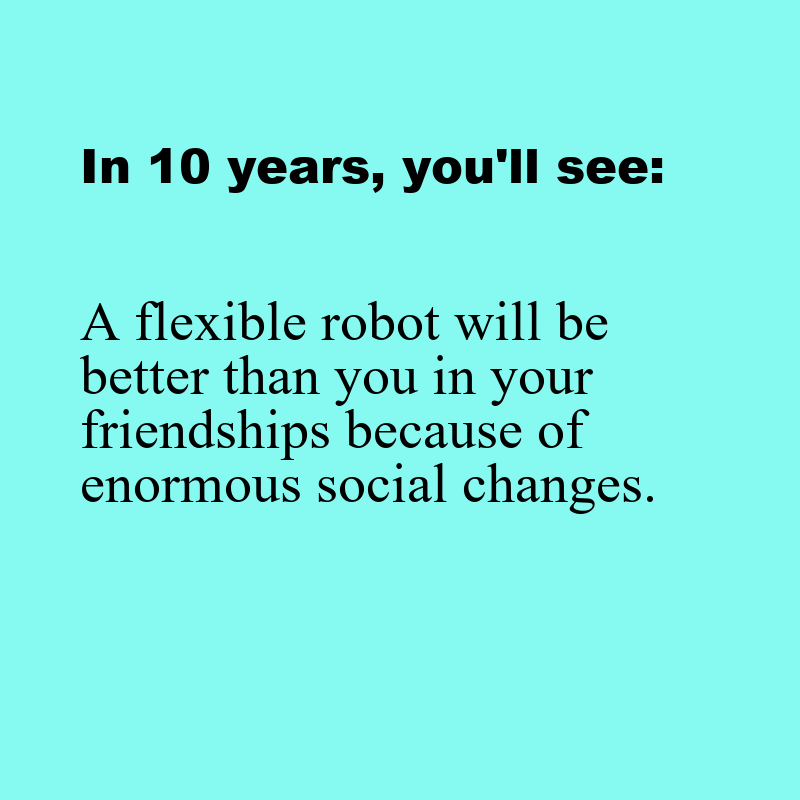 In 10 years, you'll see:
A flexible robot will be
better than you in your
friendships because of
enormous social changes.